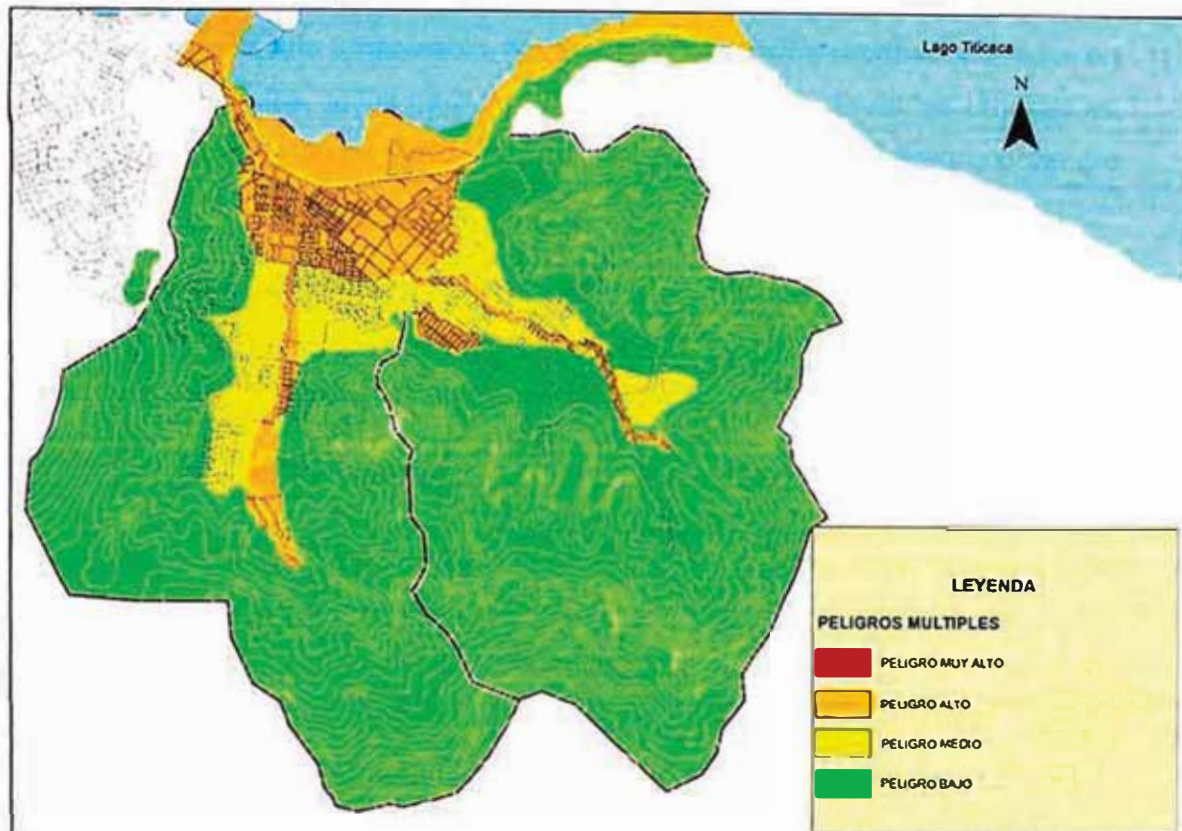 Lago Titicaca
N
LEYENDA
PELIGROS MULTIPLES
PELIGRO MUY ALTO
PELIGRO ALTO
PELIGRO MEDIO
PELIGRO BAJO